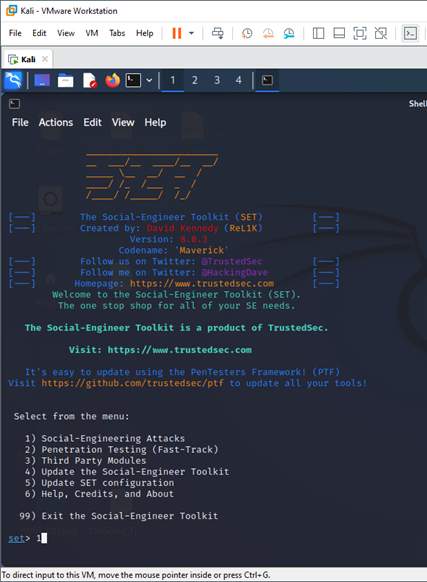 Kali - VMware Workstation
File Edit View VM Tabs Help
Kali
1 2 3 4
Shell
File Actions Edit View Help
[---] The Social-Engineer Toolkit (SET) [---]
[---] Created by: David Kennedy (ReL1K) [---]
Version: 8.0.3
Codename: 'Maverick'
[---] Follow us on Twitter: @TrustedSec [---]
[---] Follow me on Twitter: @HackingDave [---]
[---] Homepage: https://www.trustedsec.com [---]
Welcome to the Social-Engineer Toolkit (SET).
The one stop shop for all of your SE needs.
The Social-Engineer Toolkit is a product of TrustedSec.
Visit: https://www.trustedsec.com
It's easy to update using the PenTesters Framework! (PTF)
Visit https://github.com/trustedsec/ptf to update all your tools!
Select from the menu:
1) Social-Engineering Attacks
2) Penetration Testing (Fast-Track)
3) Third Party Modules
4) Update the Social-Engineer Toolkit
5) Update SET configuration
6) Help, Credits, and About
99) Exit the Social-Engineer Toolkit
set> 1
To direct input to this VM, move the mouse pointer inside or press Ctrl+G.